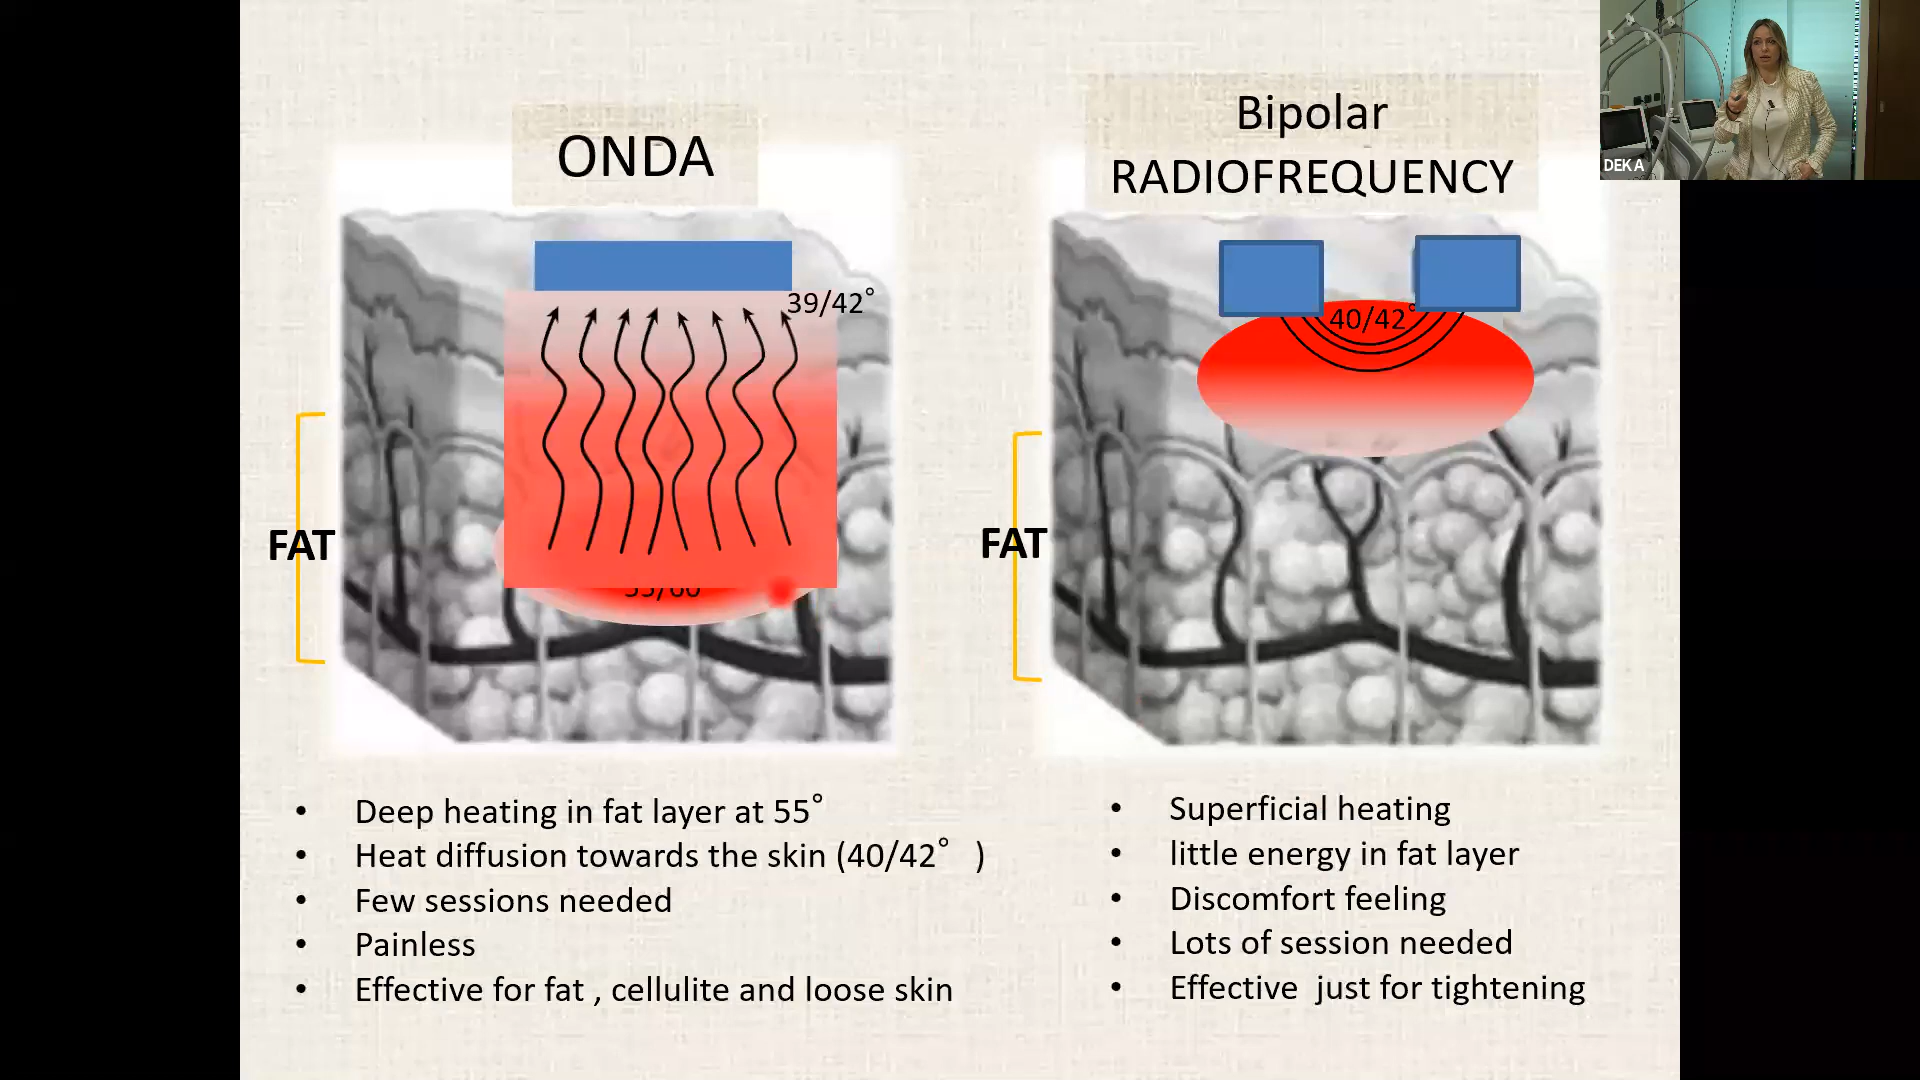 ONDA
39/42°
FAT
• Deep heating in fat layer at 55°
• Heat diffusion towards the skin (40/42° )
• Few sessions needed
• Painless
• Effective for fat , cellulite and loose skin
Bipolar
RADIOFREQUENCY
40/42°
FAT
• Superficial heating
• little energy in fat layer
• Discomfort feeling
• Lots of session needed
• Effective just for tightening
DEKA